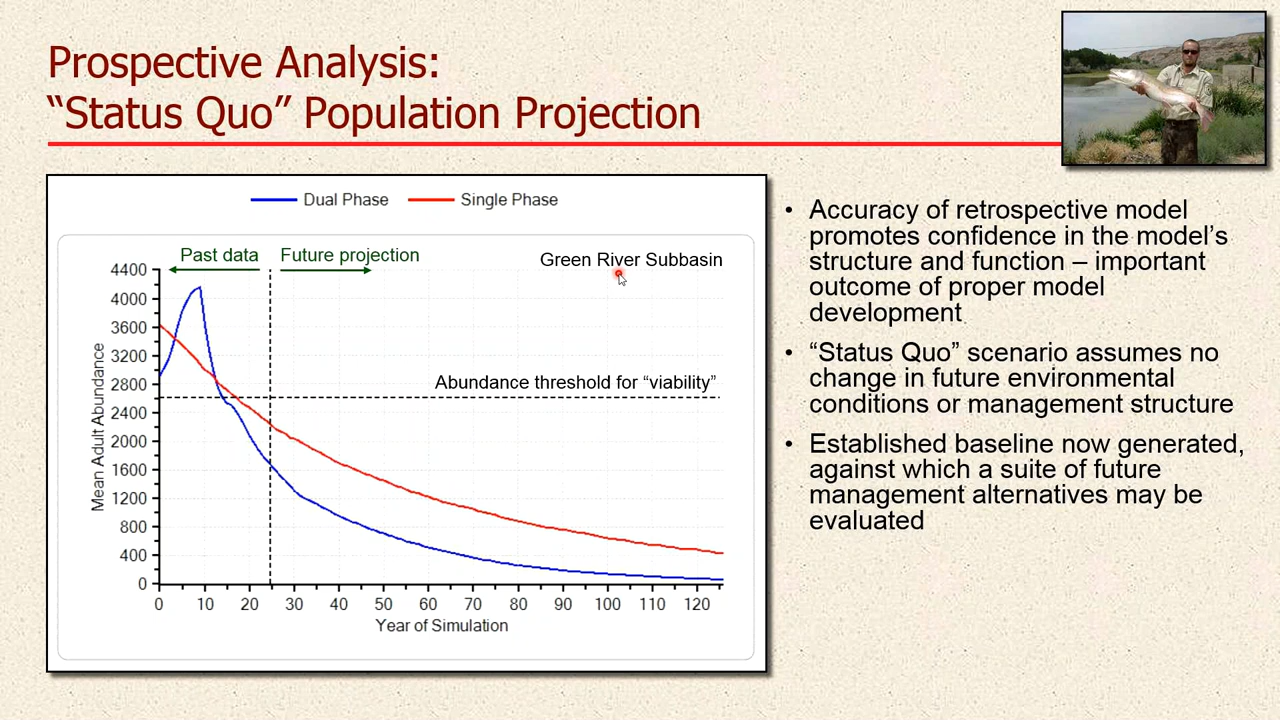 Prospective Analysis:
“Status Quo” Population Projection
Dual Phase
Single Phase
Past data
Future projection
Green River Subbasin
Abundance threshold for “viability”
Mean Adult Abundance
4400
4000
3600
3200
2800
2400
2000
1600
1200
800
400
0
0 10 20 30 40 50 60 70 80 90 100 110 120
Year of Simulation
• Accuracy of retrospective model
promotes confidence in the model’s
structure and function – important
outcome of proper model
development
• “Status Quo” scenario assumes no
change in future environmental
conditions or management structure
• Established baseline now generated,
against which a suite of future
management alternatives may be
evaluated